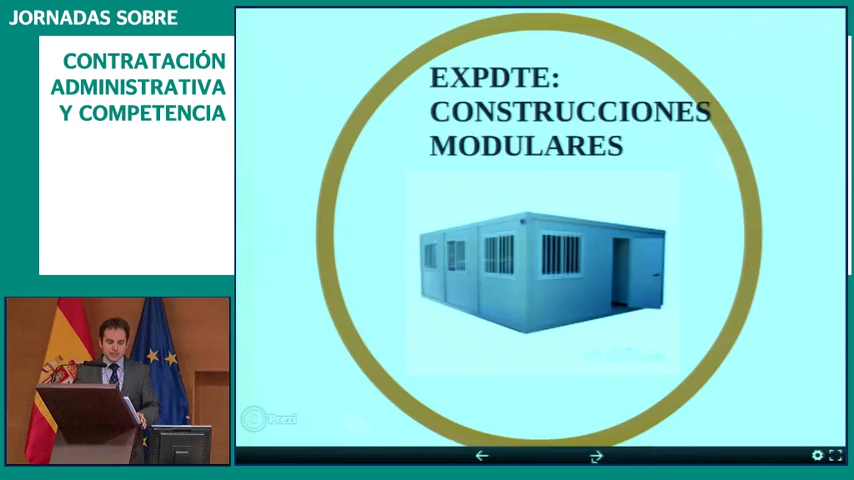 JORNADAS SOBRE
CONTRATACIÓN
ADMINISTRATIVA
Y COMPETENCIA
EXPDTE:
CONSTRUCCIONES
MODULARES
Prezi